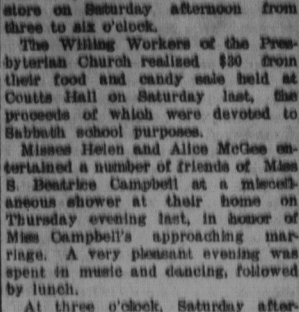 store on Saturday afternoon from
three to six o'clock.
The Willing Workers of the Pres-
byterian Church realized $30 from
their food and candy sale held at
Coutts Hall on Saturday last, the
proceeds of which were devoted to
Sabbath school purposes.
Misses Helen and Alice McGee en-
tertained a number of friends of Miss
S. Beatrice Campbell at a miscell-
aneous shower at their home on
Thursday evening last, in honor of
Miss Campbell's approaching mar-
riage. A very pleasant evening was
spent in music and dancing, followed
by lunch.
At three o'clock, Saturday after-